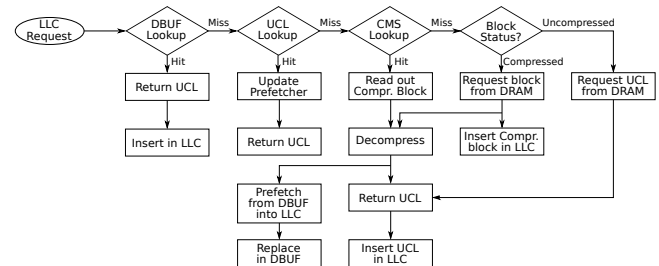 LLC
Request
DBUF
Lookup
Miss
UCL
Lookup
Miss
CMS
Lookup
Miss
Block
Status?
Uncompressed
Hit
Hit
Hit
Compressed
Return UCL
Update
Prefetcher
Read out
Compr. Block
Request block
from DRAM
Request UCL
from DRAM
Insert in LLC
Return UCL
Decompress
Insert Compr.
block in LLC
Prefetch
from DBUF
into LLC
Return UCL
Replace
in DBUF
Insert UCL
in LLC